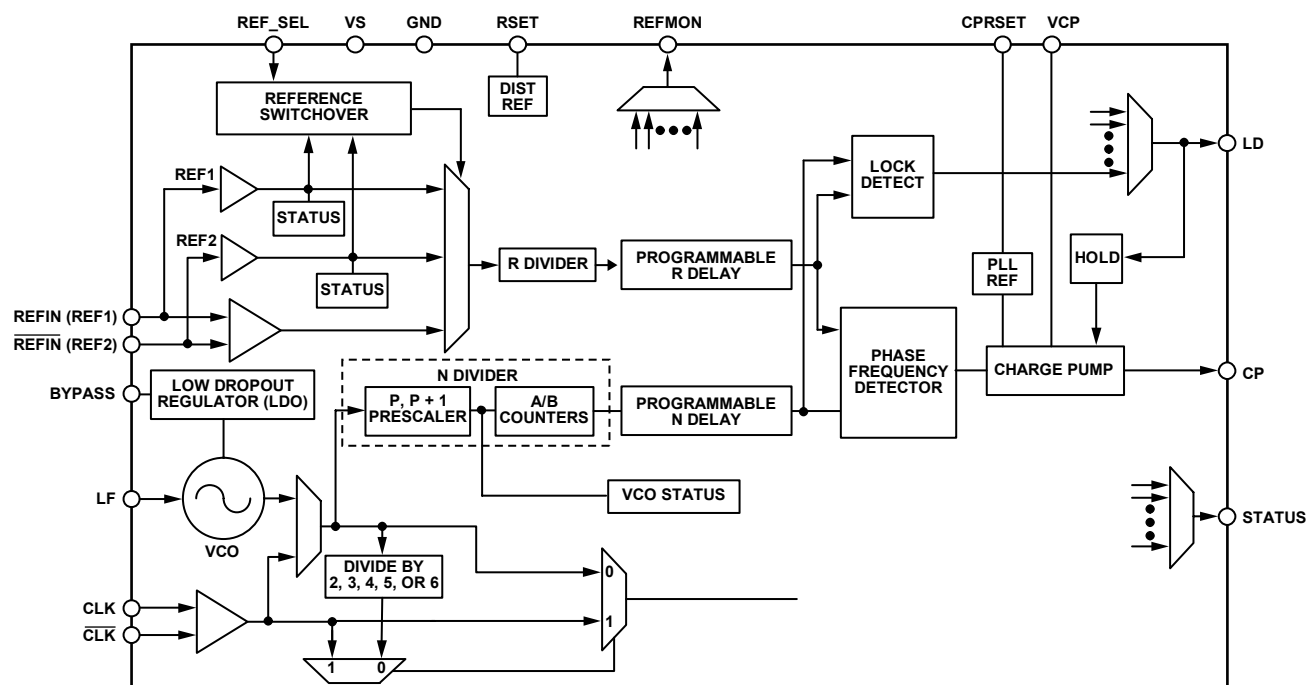 REF_SEL
VS
GND
RSET
REFMON
CPRSET
VCP
REFERENCE
SWITCHOVER
DIST
REF
LD
LOCK
DETECT
REF1
STATUS
REF2
STATUS
R DIVIDER
PROGRAMMABLE
R DELAY
HOLD
PLL
REF
REFIN (REF1)
REFIN (REF2)
BYPASS
LOW DROPOUT
REGULATOR (LDO)
N DIVIDER
P, P + 1
PRESCALER
A/B
COUNTERS
PROGRAMMABLE
N DELAY
PHASE
FREQUENCY
DETECTOR
CHARGE PUMP
CP
LF
VCO
VCO STATUS
STATUS
DIVIDE BY
2, 3, 4, 5, OR 6
0
1
CLK
CLK
1 0